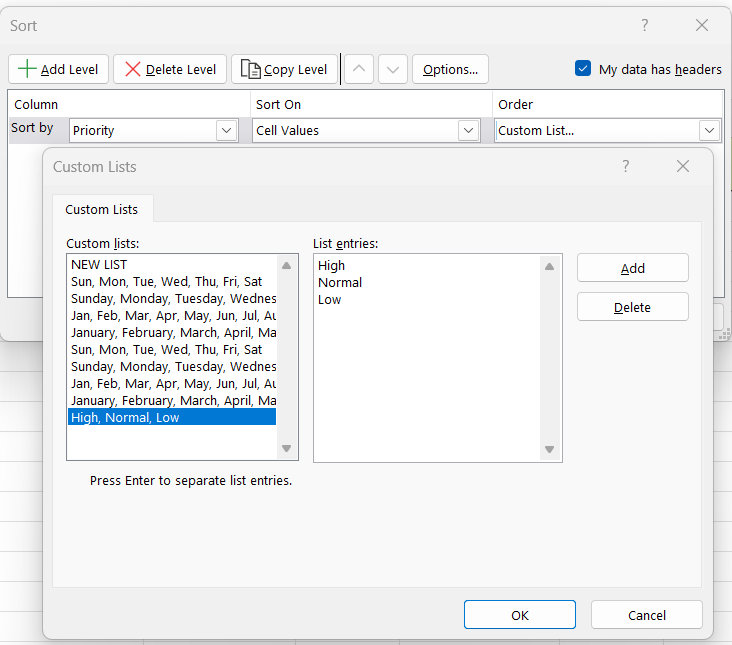 Sort ?
Add Level Delete Level Copy Level Options... My data has headers
Column Sort On Order
Sort by Priority Cell Values Custom List...
Custom Lists ?
Custom Lists
Custom lists: List entries:
NEW LIST
Sun, Mon, Tue, Wed, Thu, Fri, Sat
Sunday, Monday, Tuesday, Wednes
Jan, Feb, Mar, Apr, May, Jun, Jul, Au
January, February, March, April, Ma
Sun, Mon, Tue, Wed, Thu, Fri, Sat
Sunday, Monday, Tuesday, Wednes
Jan, Feb, Mar, Apr, May, Jun, Jul, Au
January, February, March, April, Ma
High, Normal, Low
High
Normal
Low
Add
Delete
Press Enter to separate list entries.
OK Cancel